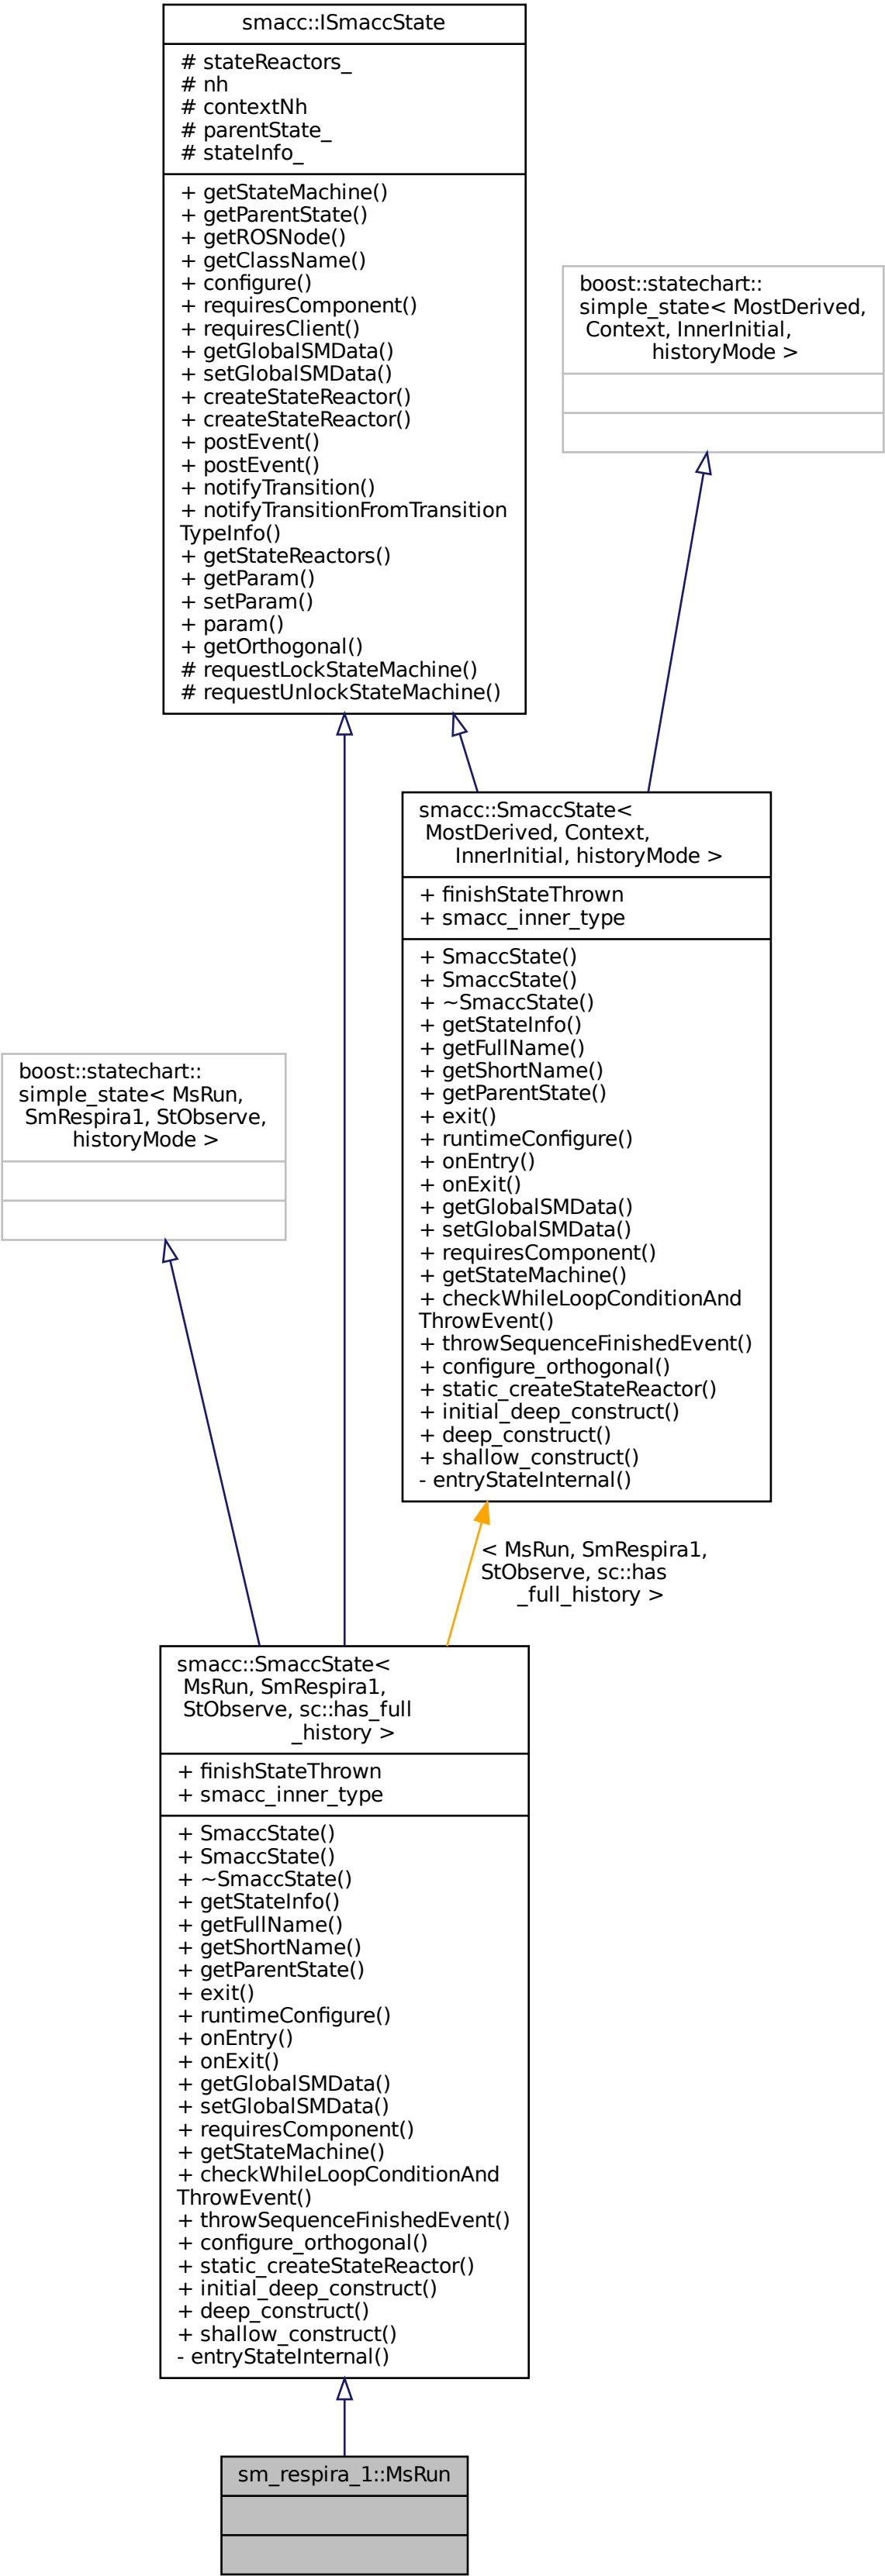 smacc::ISmaccState
# stateReactors_
# nh
# contextNh
# parentState_
# stateInfo_
+ getStateMachine()
+ getParentState()
+ getROSNode()
+ getClassName()
+ configure()
+ requiresComponent()
+ requiresClient()
+ getGlobalSMData()
+ setGlobalSMData()
+ createStateReactor()
+ createStateReactor()
+ postEvent()
+ postEvent()
+ notifyTransition()
+ notifyTransitionFromTransition
TypeInfo()
+ getStateReactors()
+ getParam()
+ setParam()
+ param()
+ getOrthogonal()
# requestLockStateMachine()
# requestUnlockStateMachine()
boost::statechart::
simple_state< MostDerived,
Context, InnerInitial,
historyMode >
smacc::SmaccState<
MostDerived, Context,
InnerInitial, historyMode >
+ finishStateThrown
+ smacc_inner_type
+ SmaccState()
+ SmaccState()
+ ~SmaccState()
+ getStateInfo()
+ getFullName()
+ getShortName()
+ getParentState()
+ exit()
+ runtimeConfigure()
+ onEntry()
+ onExit()
+ getGlobalSMData()
+ setGlobalSMData()
+ requiresComponent()
+ getStateMachine()
+ checkWhileLoopConditionAnd
ThrowEvent()
+ throwSequenceFinishedEvent()
+ configure_orthogonal()
+ static_createStateReactor()
+ initial_deep_construct()
+ deep_construct()
+ shallow_construct()
- entryStateInternal()
boost::statechart::
simple_state< MsRun,
SmRespira1, StObserve,
historyMode >
< MsRun, SmRespira1,
StObserve, sc::has
_full_history >
smacc::SmaccState<
MsRun, SmRespira1,
StObserve, sc::has_full
_history >
+ finishStateThrown
+ smacc_inner_type
+ SmaccState()
+ SmaccState()
+ ~SmaccState()
+ getStateInfo()
+ getFullName()
+ getShortName()
+ getParentState()
+ exit()
+ runtimeConfigure()
+ onEntry()
+ onExit()
+ getGlobalSMData()
+ setGlobalSMData()
+ requiresComponent()
+ getStateMachine()
+ checkWhileLoopConditionAnd
ThrowEvent()
+ throwSequenceFinishedEvent()
+ configure_orthogonal()
+ static_createStateReactor()
+ initial_deep_construct()
+ deep_construct()
+ shallow_construct()
- entryStateInternal()
sm_respira_1::MsRun